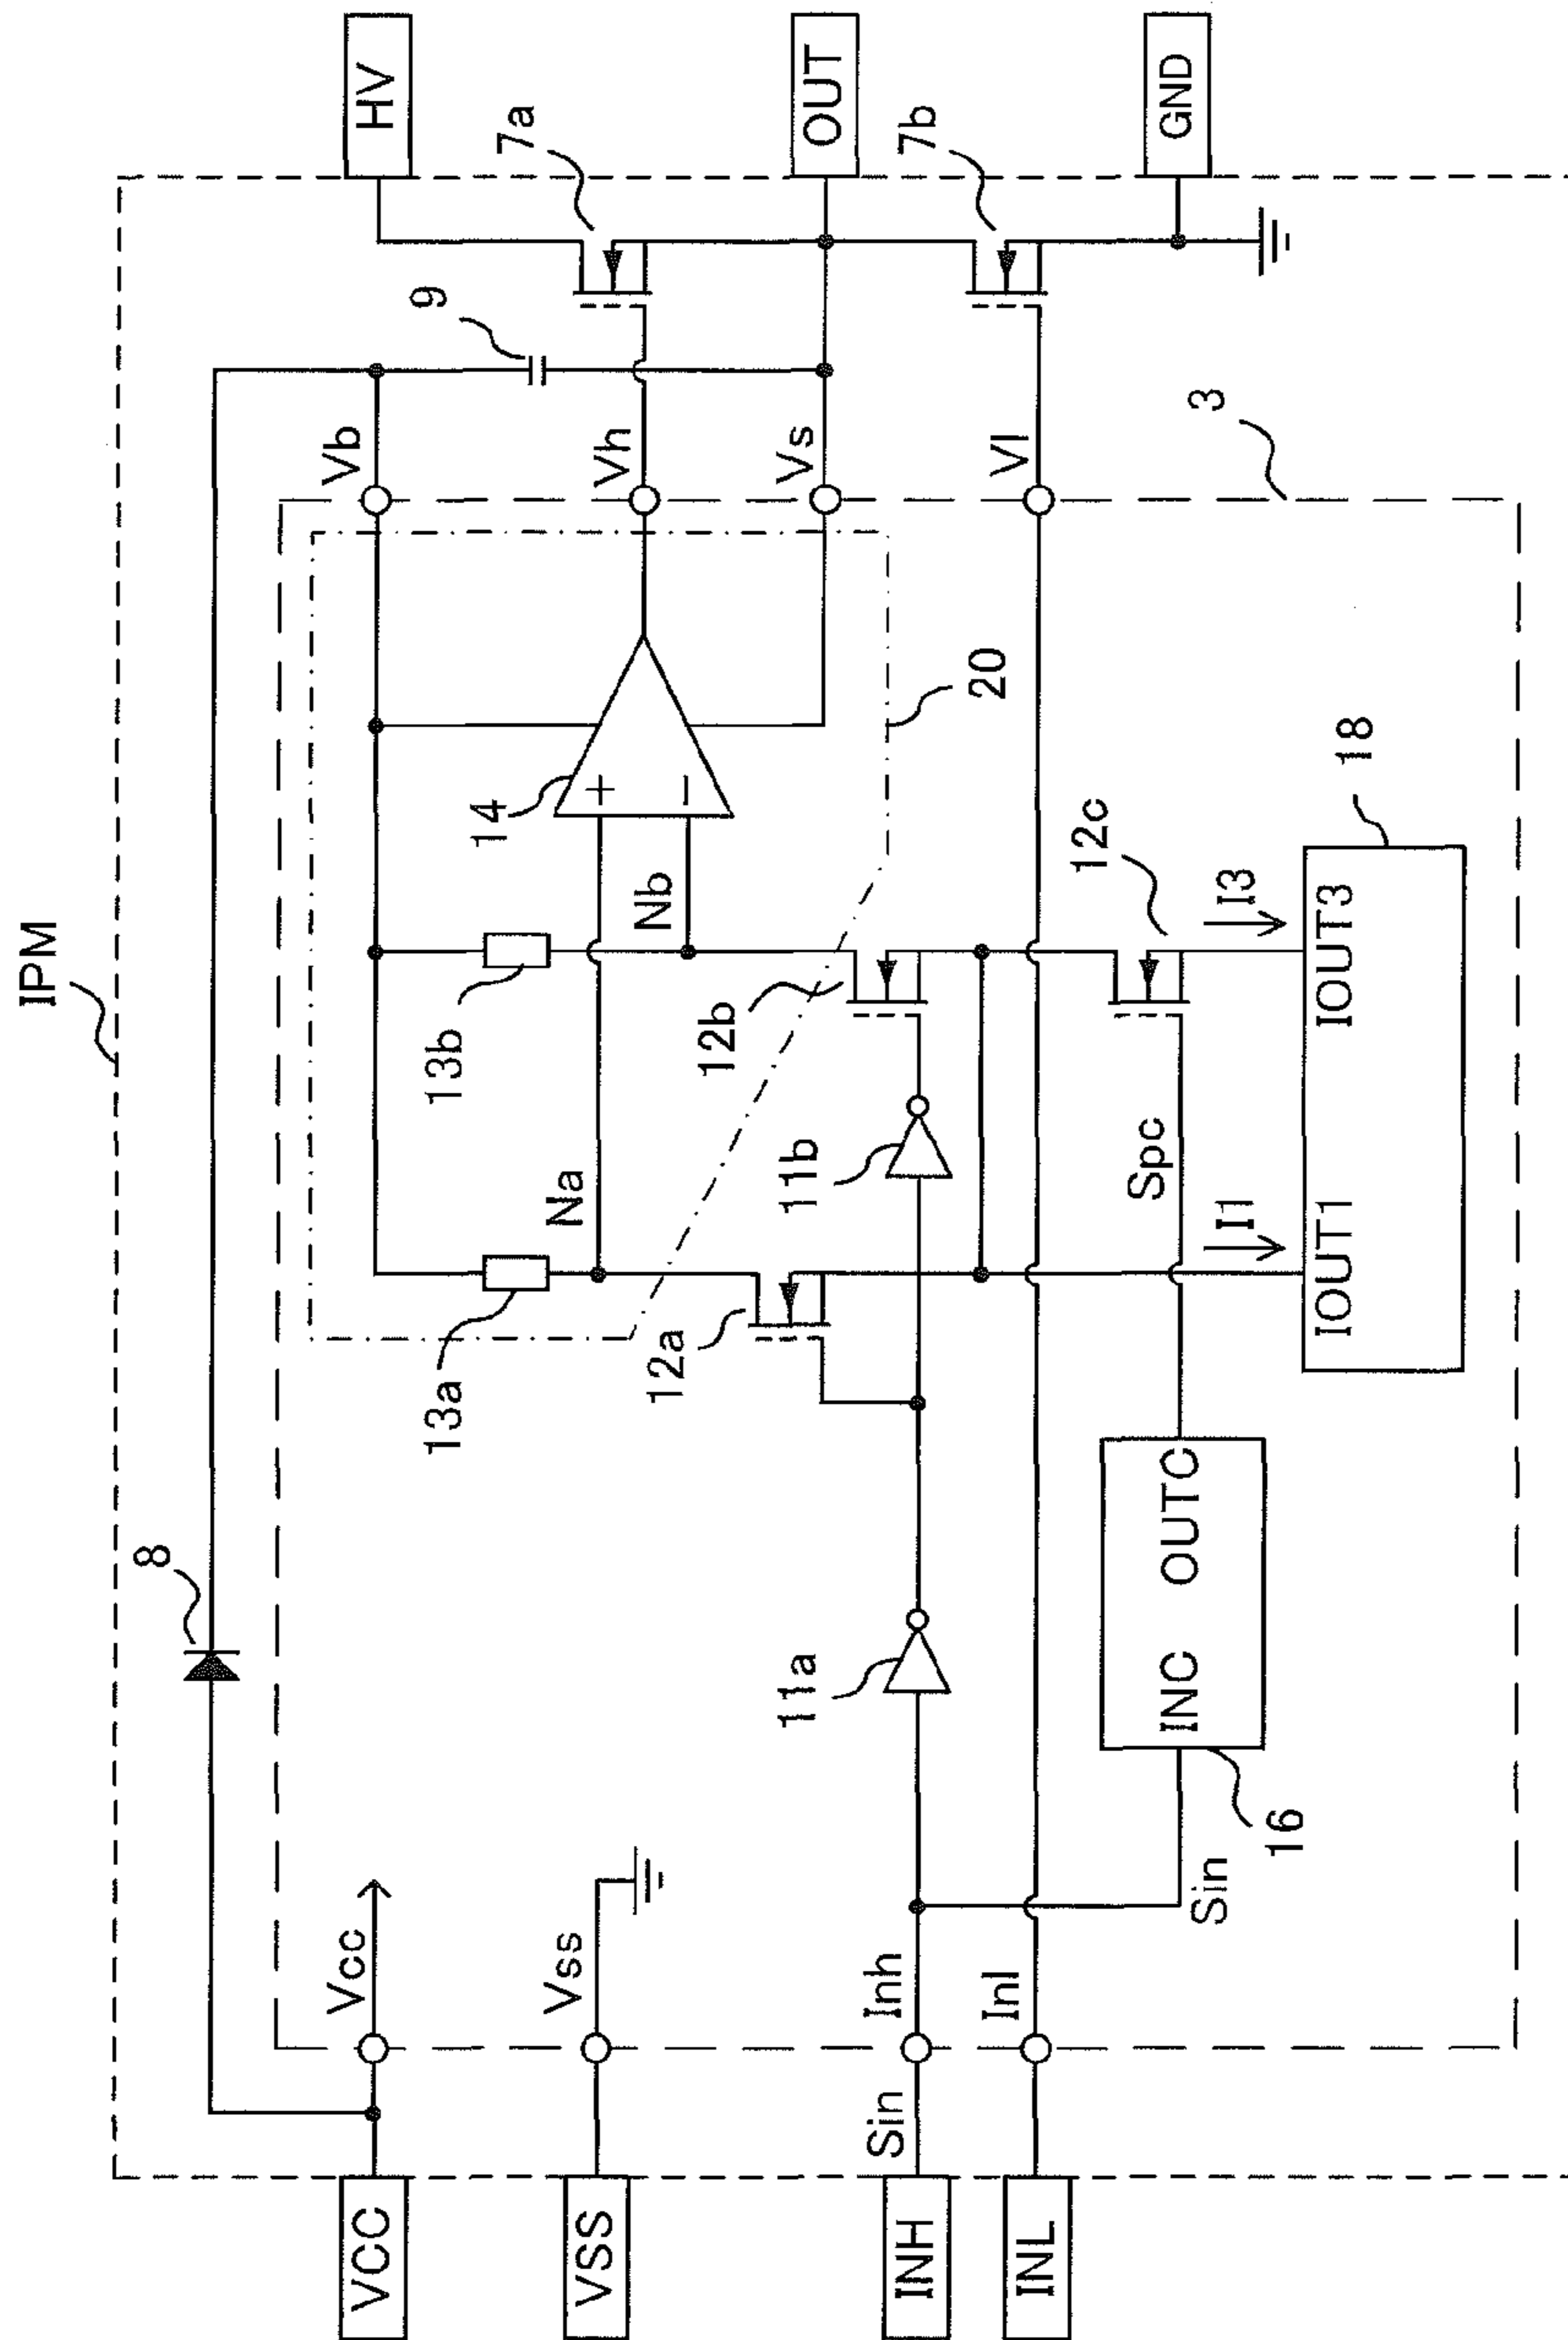 IPM
8
VCC
Vcc
Vb
HV
9
7a
VSS
Vss
13a
13b
14
+
−
Vh
Na
Nb
12a
12b
20
Vs
OUT
7b
INH
Sin
Inh
11a
11b
INL
Inl
Vl
3
GND
Sin
16
INC
OUTC
Spc
12c
I1
I3
18
IOUT1
IOUT3